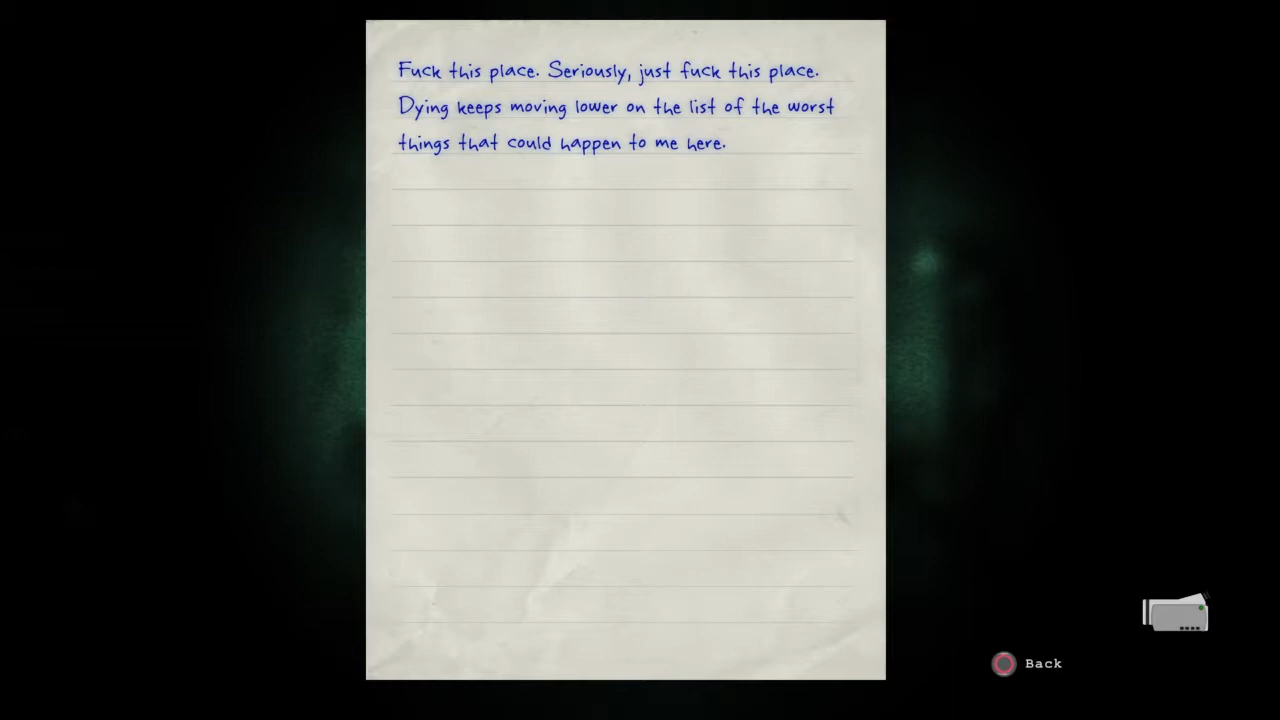 Fuck this place. Seriously, just fuck this place.
Dying keeps moving lower on the list of the worst
things that could happen to me here.
Back